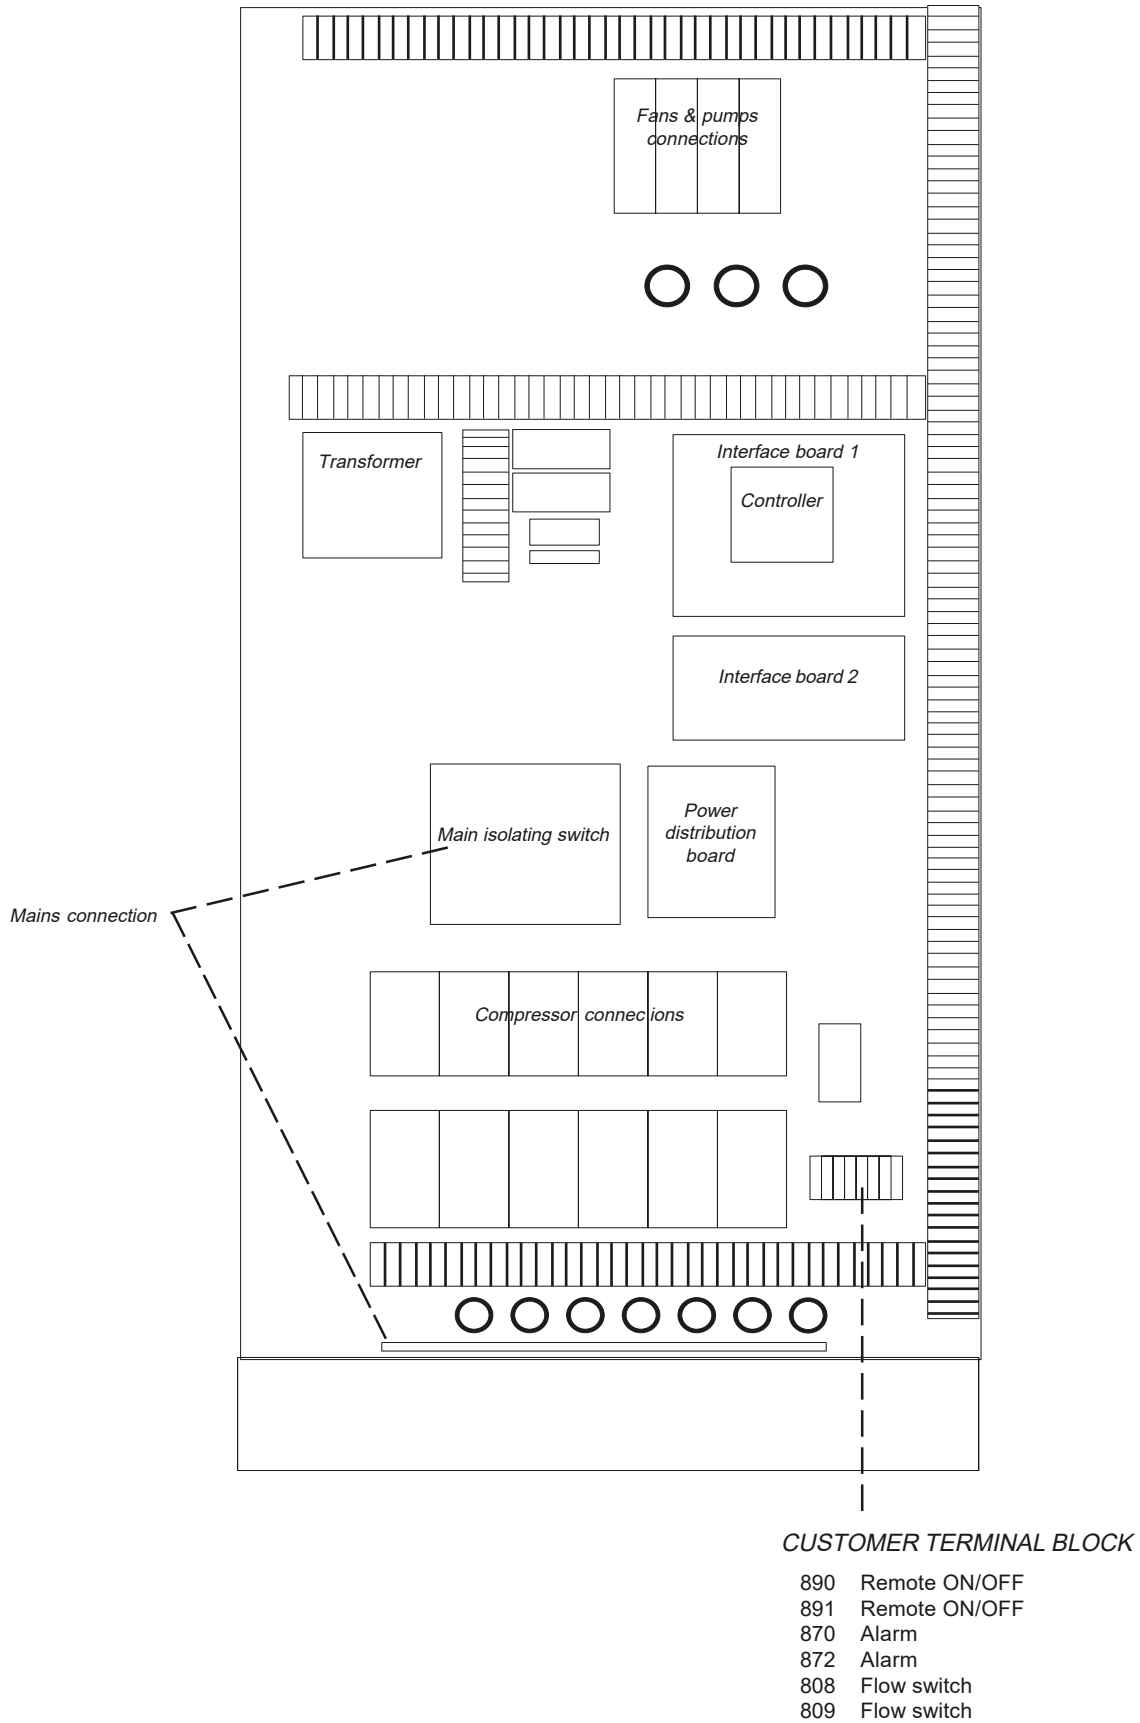 Fans & pumps
connections
Transformer
Interface board 1
Controller
Interface board 2
Main isolating switch
Power
distribution
board
Mains connection
Compressor connec ions
CUSTOMER TERMINAL BLOCK
890 Remote ON/OFF
891 Remote ON/OFF
870 Alarm
872 Alarm
808 Flow switch
809 Flow switch